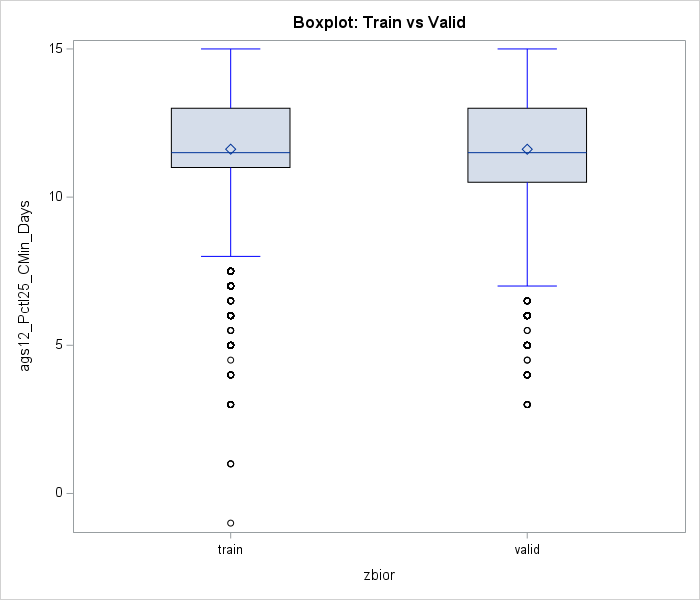 Boxplot: Train vs Valid
15
10
5
0
ags12_Pctl25_CMin_Days
train
valid
zbior